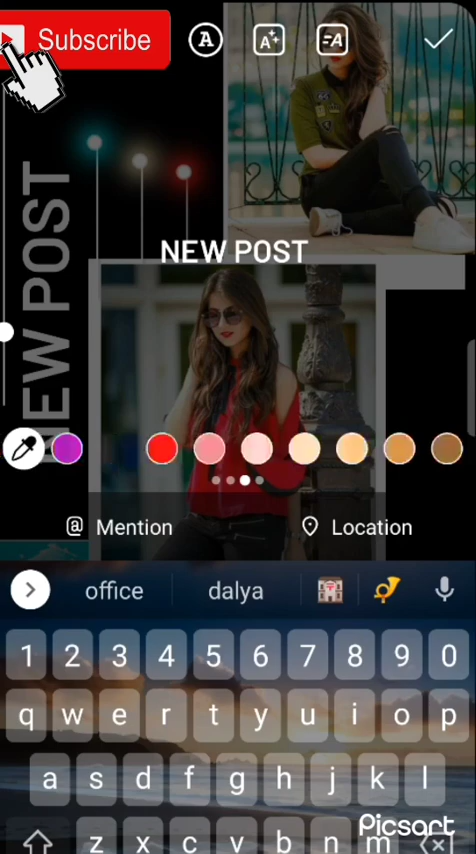 Subscribe
A
A
A
NEW POST
NEW POST
@ Mention
Location
office dalya
1 2 3 4 5 6 7 8 9 0
q w e r t y u i o p
a s d f g h j k l
z x c v b n m
Picsart